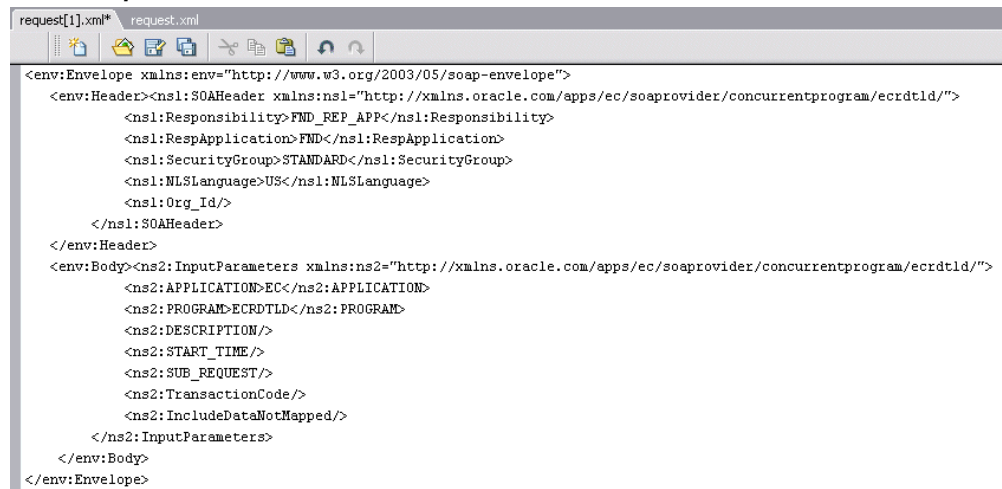 request[1].xml* request.xml
<env:Envelope xmlns:env="http://www.w3.org/2003/05/soap-envelope">
<env:Header><ns1:SOAHeader xmlns:ns1="http://xmlns.oracle.com/apps/ec/soaprovider/concurrentprogram/ecrdtld/">
<ns1:Responsibility>FND_REP_APP</ns1:Responsibility>
<ns1:RespApplication>FND</ns1:RespApplication>
<ns1:SecurityGroup>STANDARD</ns1:SecurityGroup>
<ns1:NLSLanguage>US</ns1:NLSLanguage>
<ns1:Org_Id/>
</ns1:SOAHeader>
</env:Header>
<env:Body><ns2:InputParameters xmlns:ns2="http://xmlns.oracle.com/apps/ec/soaprovider/concurrentprogram/ecrdtld/">
<ns2:APPLICATION>EC</ns2:APPLICATION>
<ns2:PROGRAM>ECRDTLD</ns2:PROGRAM>
<ns2:DESCRIPTION/>
<ns2:START_TIME/>
<ns2:SUB_REQUEST/>
<ns2:TransactionCode/>
<ns2:IncludeDataNotMapped/>
</ns2:InputParameters>
</env:Body>
</env:Envelope>